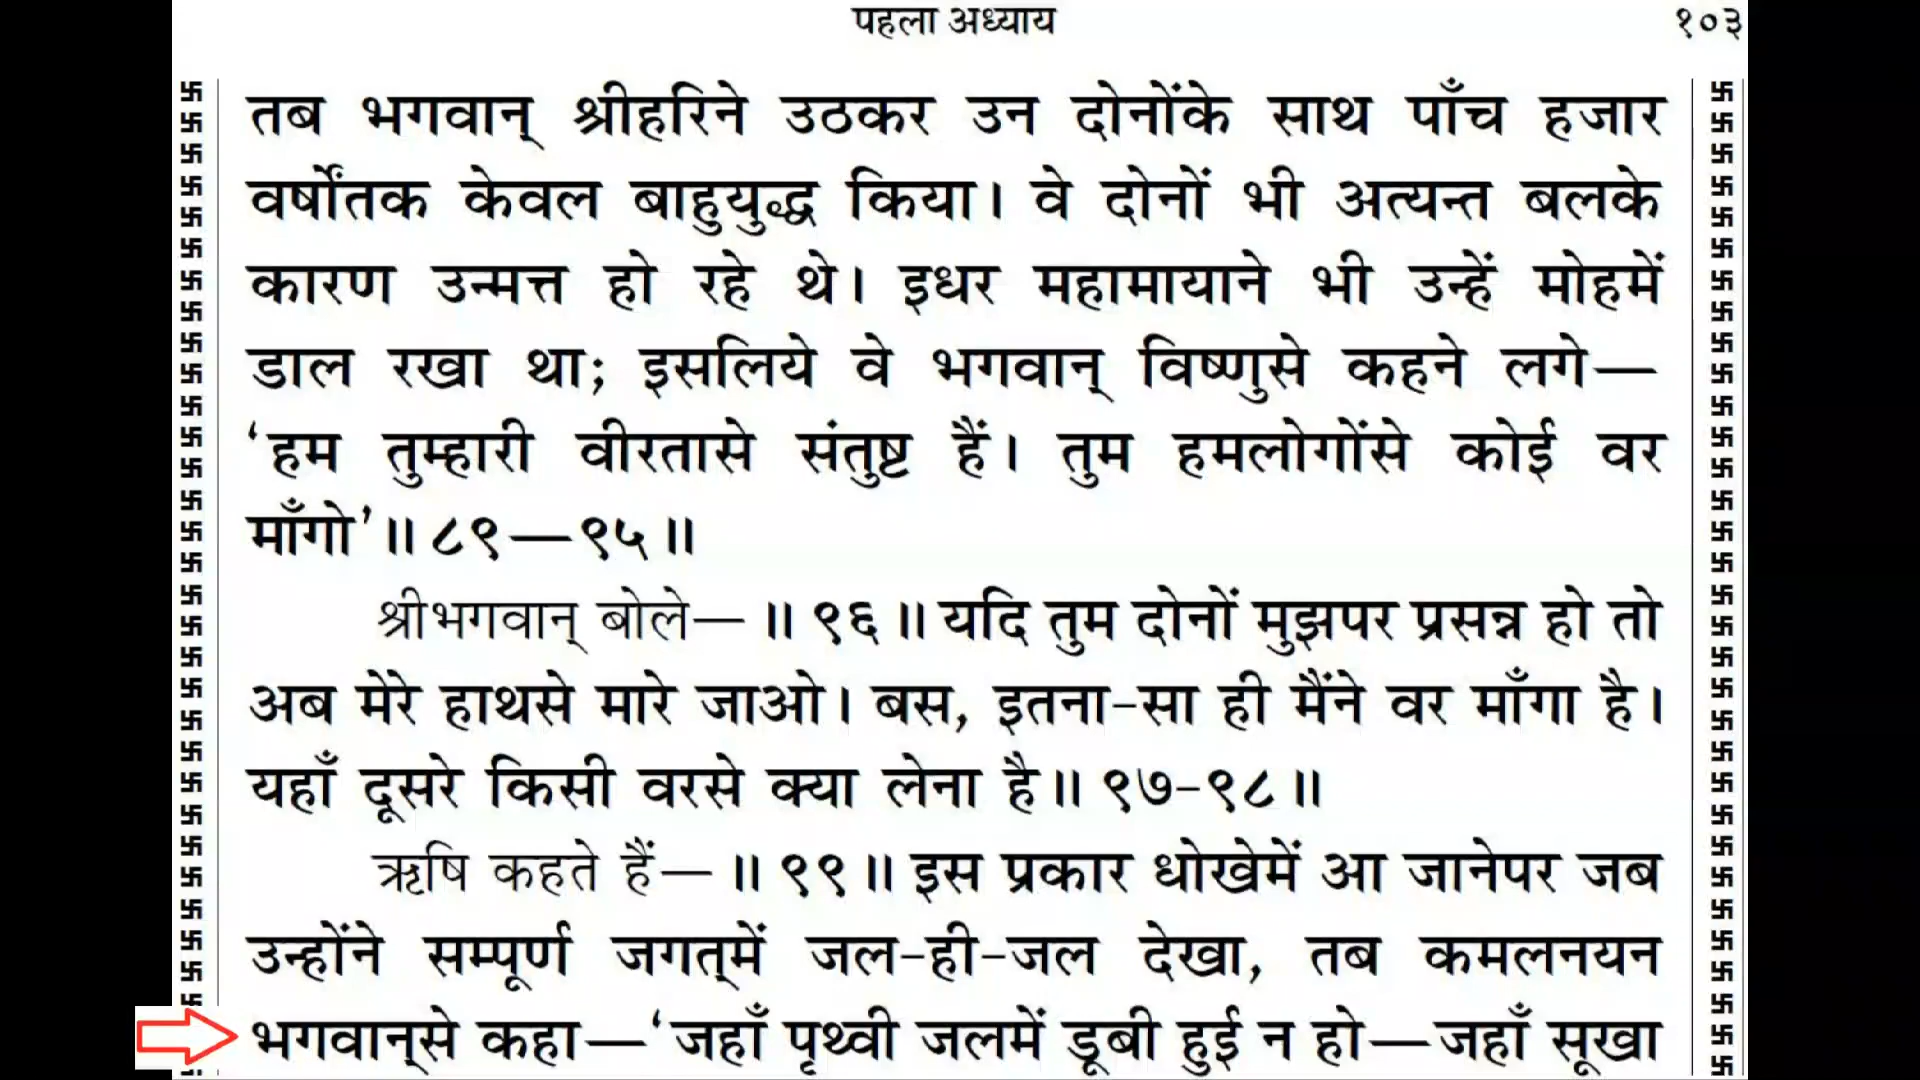 पहला अध्याय १०३
तब भगवान् श्रीहरिने उठकर उन दोनोंके साथ पाँच हजार
वर्षोंतक केवल बाहुयुद्ध किया। वे दोनों भी अत्यन्त बलके
कारण उन्मत्त हो रहे थे। इधर महामायाने भी उन्हें मोहमें
डाल रखा था; इसलिये वे भगवान् विष्णुसे कहने लगे—
‘हम तुम्हारी वीरतासे संतुष्ट हैं। तुम हमलोगोंसे कोई वर
माँगो’॥ ८९—९५॥
श्रीभगवान् बोले—॥ ९६॥ यदि तुम दोनों मुझपर प्रसन्न हो तो
अब मेरे हाथसे मारे जाओ। बस, इतना-सा ही मैंने वर माँगा है।
यहाँ दूसरे किसी वरसे क्या लेना है॥ ९७-९८॥
ऋषि कहते हैं—॥ ९९॥ इस प्रकार धोखेमें आ जानेपर जब
उन्होंने सम्पूर्ण जगत्‌में जल-ही-जल देखा, तब कमलनयन
भगवान्‌से कहा—‘जहाँ पृथ्वी जलमें डूबी हुई न हो—जहाँ सूखा